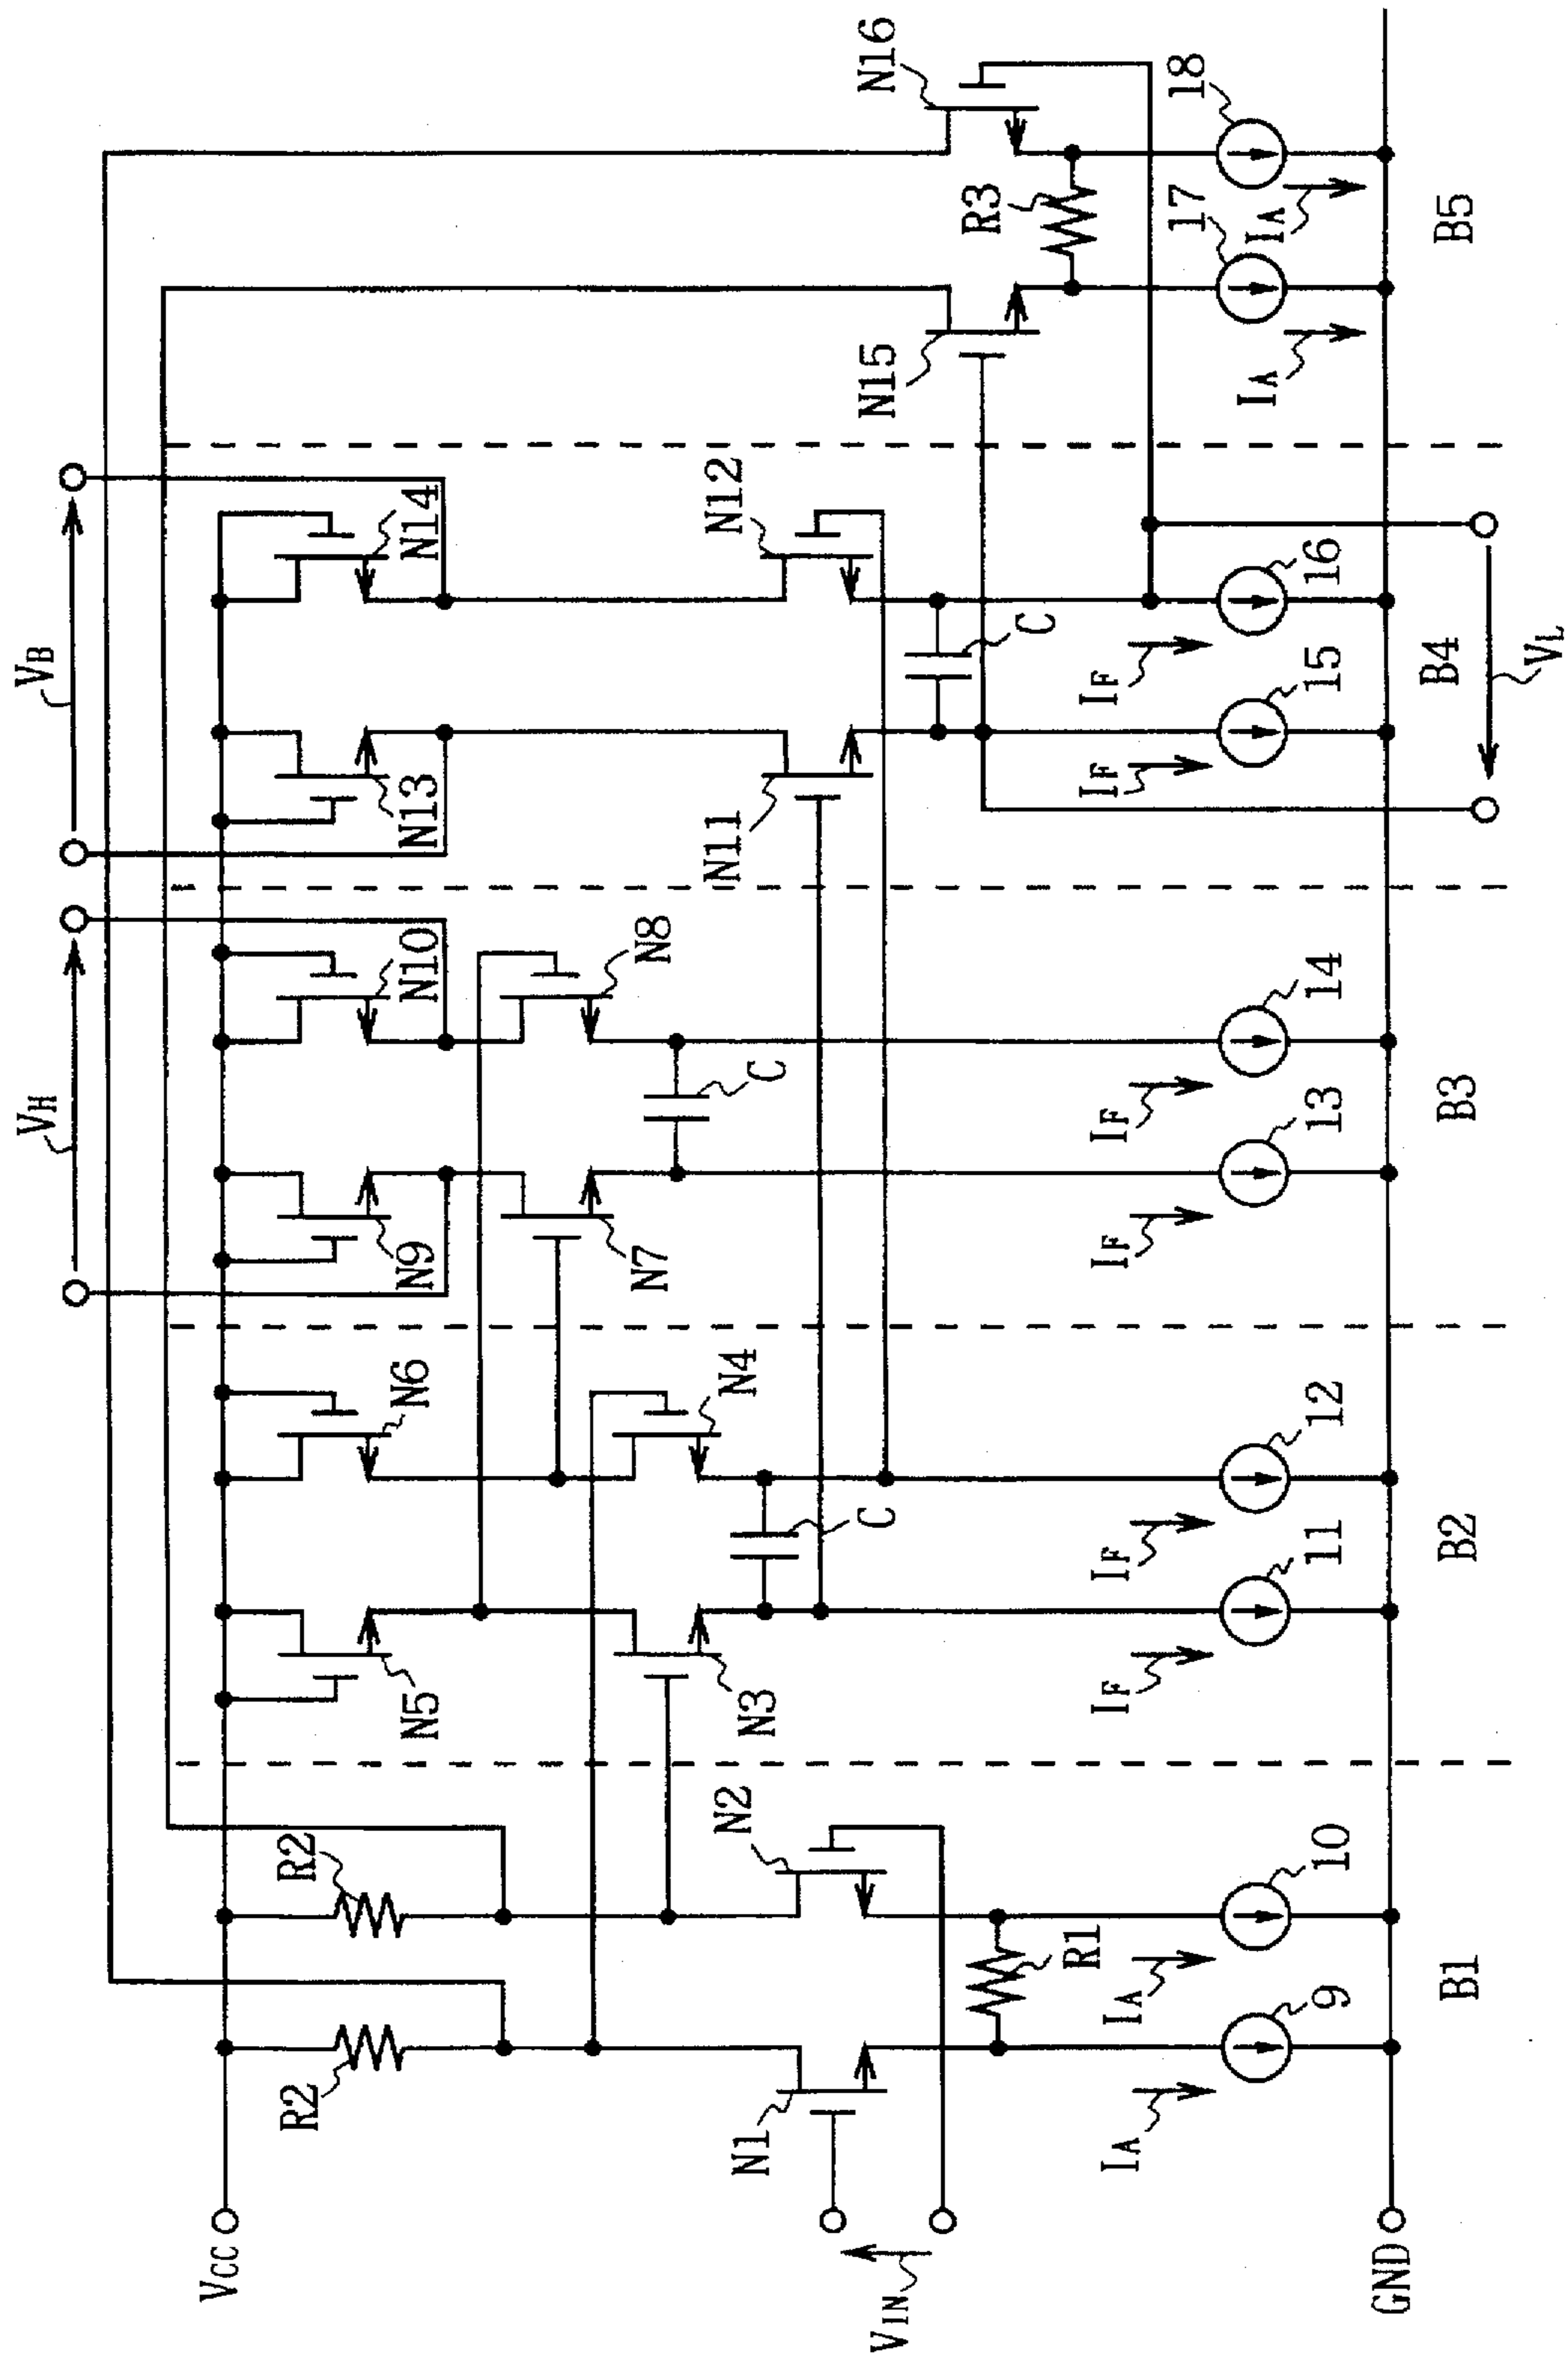 VB
VH
VCC
R2
R2
N5
N6
N9
N10
N13
N14
N1
N2
N3
N4
N7
N8
N11
N12
N15
N16
R1
C
C
C
R3
IA
IA
IF
IF
IF
IF
IF
IF
IA
IA
9
10
11
12
13
14
15
16
17
18
VIN
GND
B1
B2
B3
B4
B5
VL